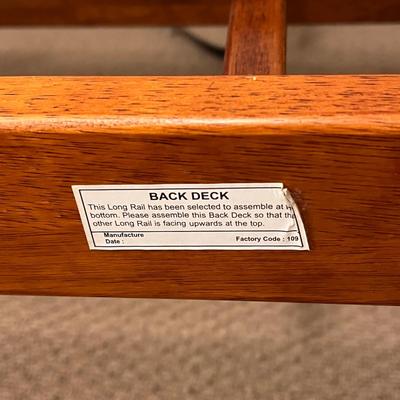 BACK DECK
This Long Rail has been selected to assemble at
bottom. Please assemble this Back Deck so that
other Long Rail is facing upwards at the top.
Manufacture
Date : Factory Code : 109